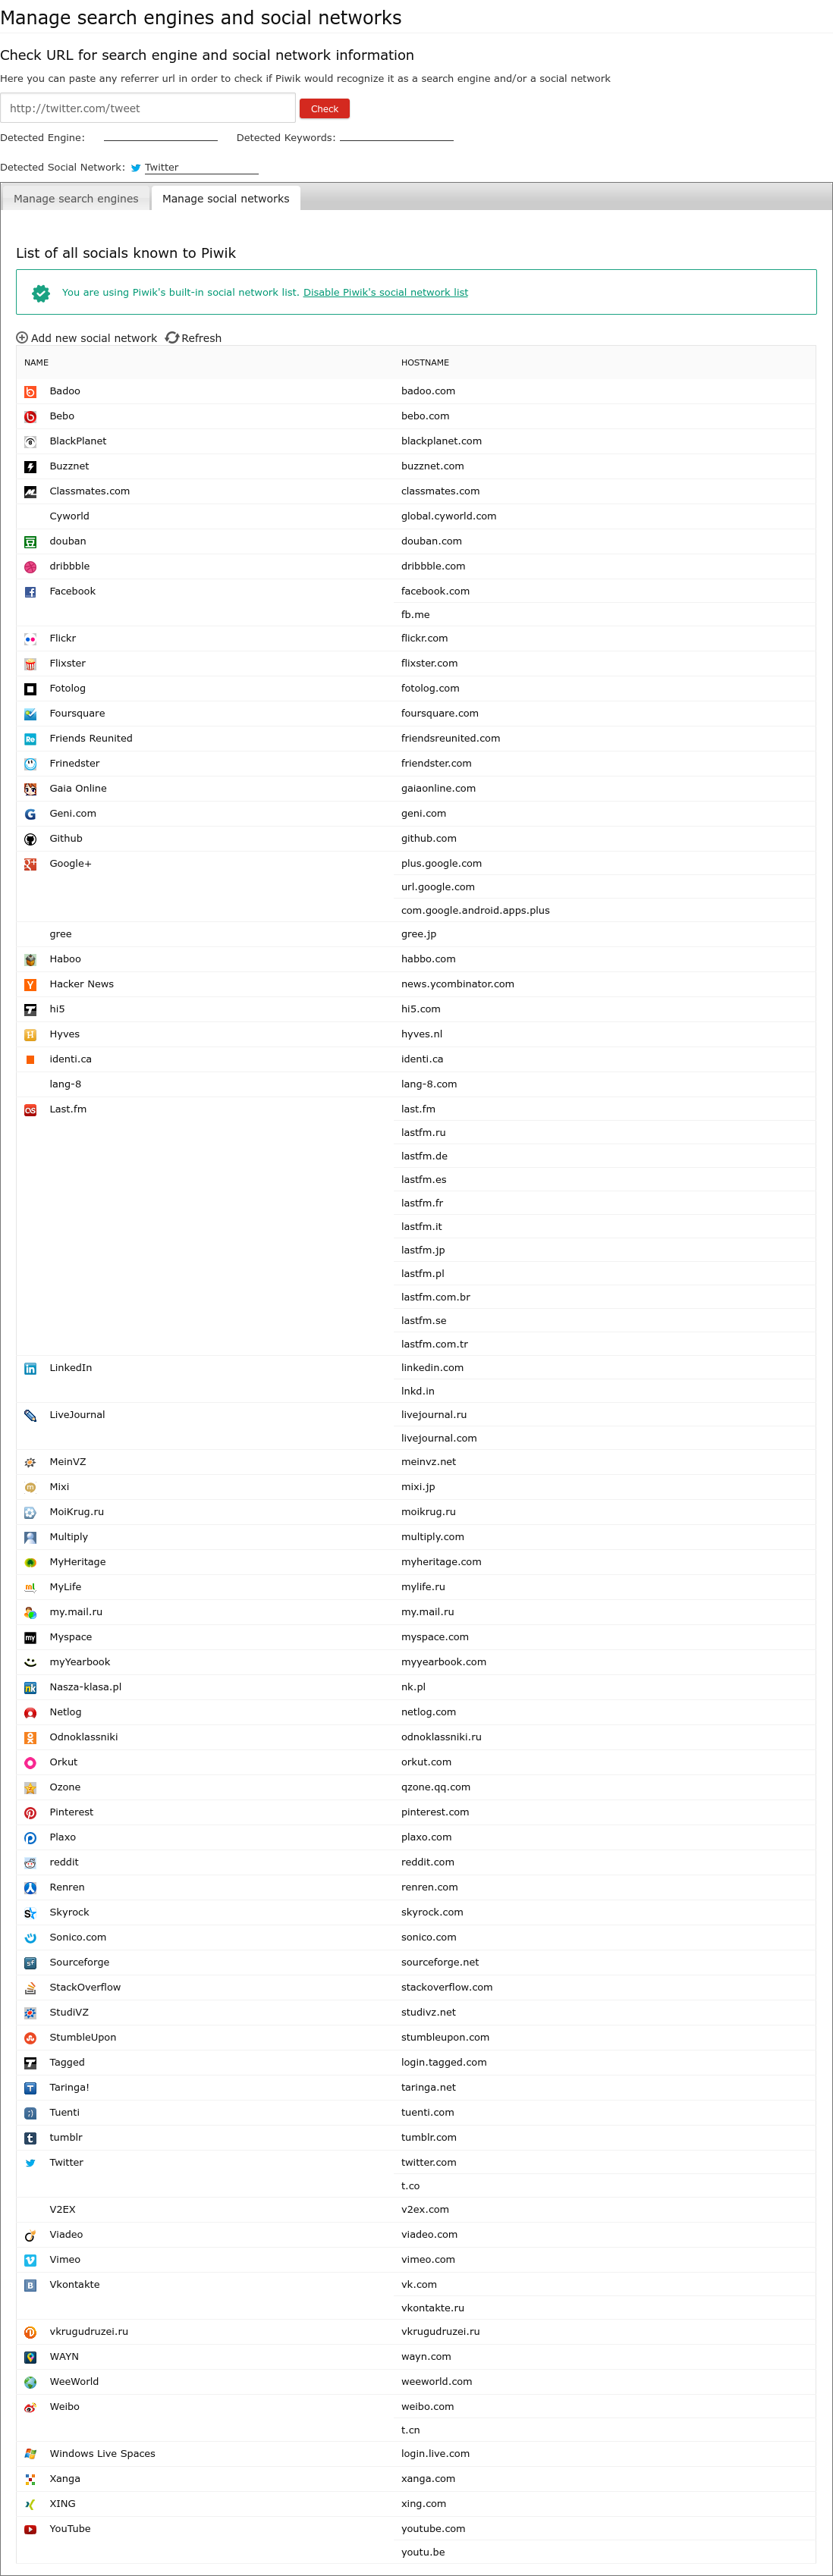 Manage search engines and social networks
Check URL for search engine and social network information
Here you can paste any referrer url in order to check if Piwik would recognize it as a search engine and/or a social network
http://twitter.com/tweet Check
Detected Engine: Detected Keywords:
Detected Social Network: Twitter
Manage search engines Manage social networks
List of all socials known to Piwik
You are using Piwik's built-in social network list. Disable Piwik's social network list
Add new social network Refresh
NAME HOSTNAME
Badoo badoo.com
Bebo bebo.com
BlackPlanet blackplanet.com
Buzznet buzznet.com
Classmates.com classmates.com
Cyworld global.cyworld.com
douban douban.com
dribbble dribbble.com
Facebook facebook.com
fb.me
Flickr flickr.com
Flixster flixster.com
Fotolog fotolog.com
Foursquare foursquare.com
Friends Reunited friendsreunited.com
Frinedster friendster.com
Gaia Online gaiaonline.com
Geni.com geni.com
Github github.com
Google+ plus.google.com
url.google.com
com.google.android.apps.plus
gree gree.jp
Haboo habbo.com
Hacker News news.ycombinator.com
hi5 hi5.com
Hyves hyves.nl
identi.ca identi.ca
lang-8 lang-8.com
Last.fm last.fm
lastfm.ru
lastfm.de
lastfm.es
lastfm.fr
lastfm.it
lastfm.jp
lastfm.pl
lastfm.com.br
lastfm.se
lastfm.com.tr
LinkedIn linkedin.com
lnkd.in
LiveJournal livejournal.ru
livejournal.com
MeinVZ meinvz.net
Mixi mixi.jp
MoiKrug.ru moikrug.ru
Multiply multiply.com
MyHeritage myheritage.com
MyLife mylife.ru
my.mail.ru my.mail.ru
Myspace myspace.com
myYearbook myyearbook.com
Nasza-klasa.pl nk.pl
Netlog netlog.com
Odnoklassniki odnoklassniki.ru
Orkut orkut.com
Ozone qzone.qq.com
Pinterest pinterest.com
Plaxo plaxo.com
reddit reddit.com
Renren renren.com
Skyrock skyrock.com
Sonico.com sonico.com
Sourceforge sourceforge.net
StackOverflow stackoverflow.com
StudiVZ studivz.net
StumbleUpon stumbleupon.com
Tagged login.tagged.com
Taringa! taringa.net
Tuenti tuenti.com
tumblr tumblr.com
Twitter twitter.com
t.co
V2EX v2ex.com
Viadeo viadeo.com
Vimeo vimeo.com
Vkontakte vk.com
vkontakte.ru
vkrugudruzei.ru vkrugudruzei.ru
WAYN wayn.com
WeeWorld weeworld.com
Weibo weibo.com
t.cn
Windows Live Spaces login.live.com
Xanga xanga.com
XING xing.com
YouTube youtube.com
youtu.be